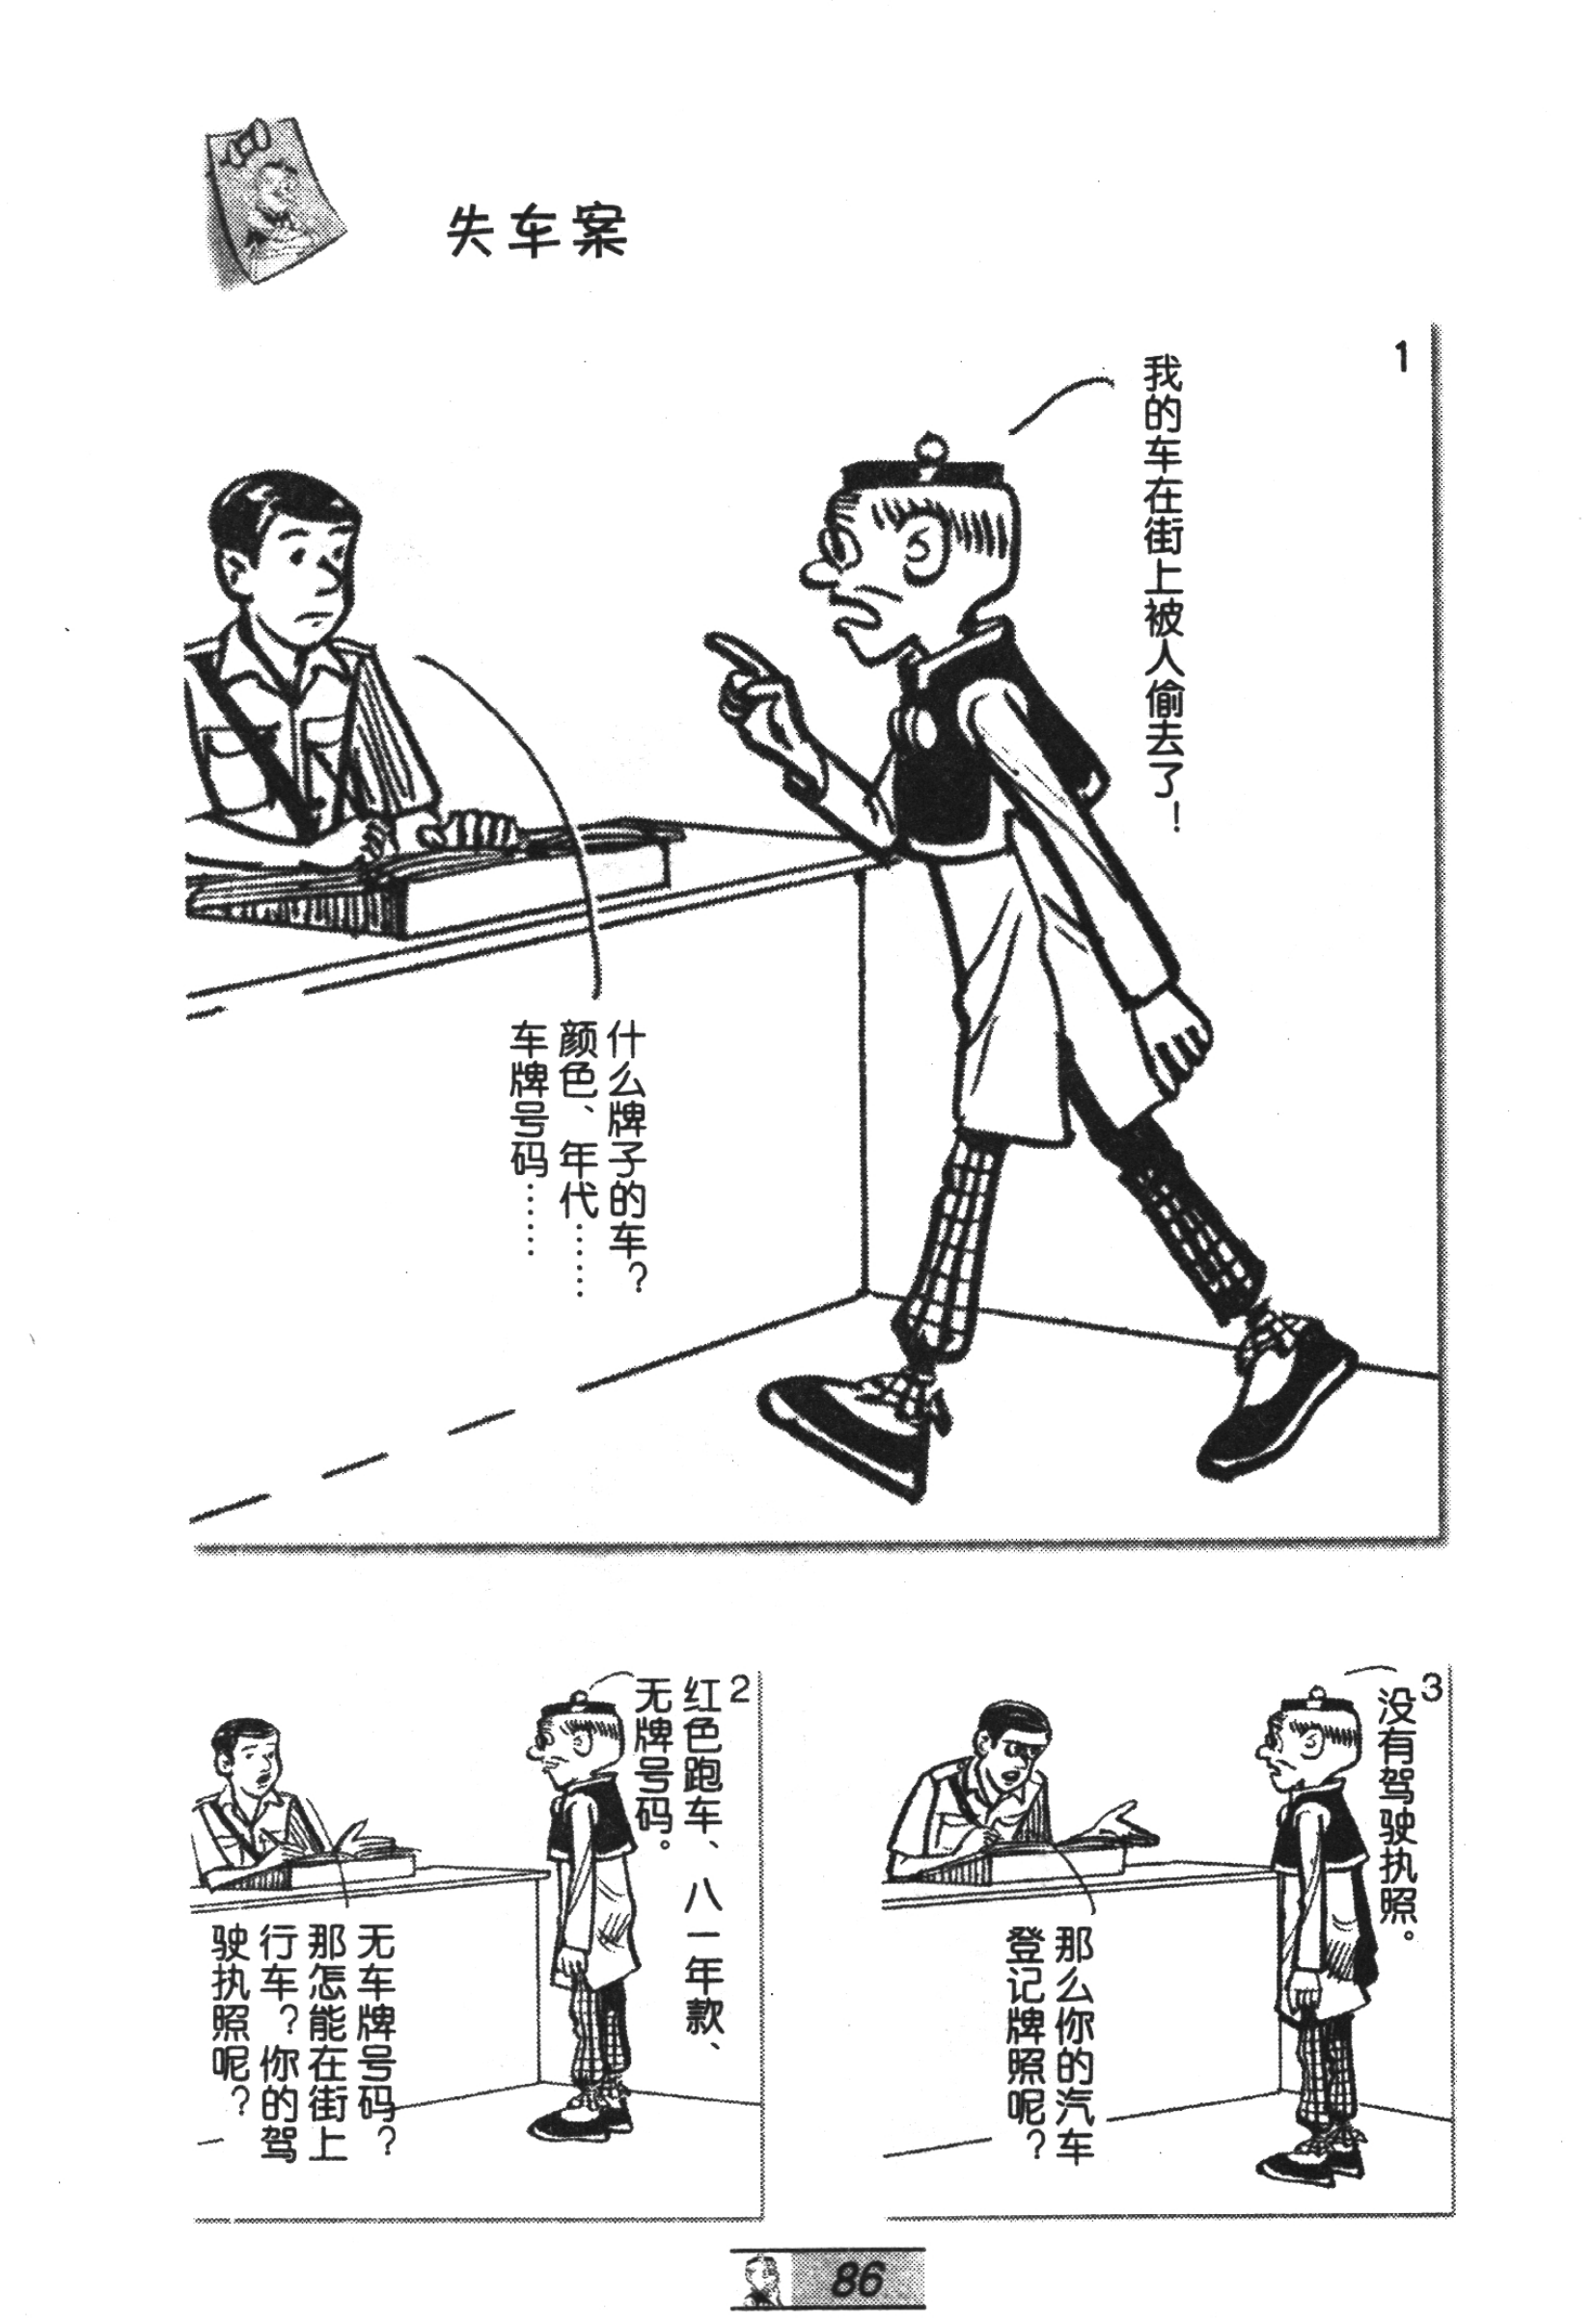 失车案
1
我的车在街上被人偷去了！
什么牌子的车？
颜色、年代……
车牌号码……
2
红色跑车、八一年款、
无牌号码。
无车牌号码？
那怎能在街上
行车？你的驾
驶执照呢？
3
没有驾驶执照。
那么你的汽车
登记牌照呢？
86